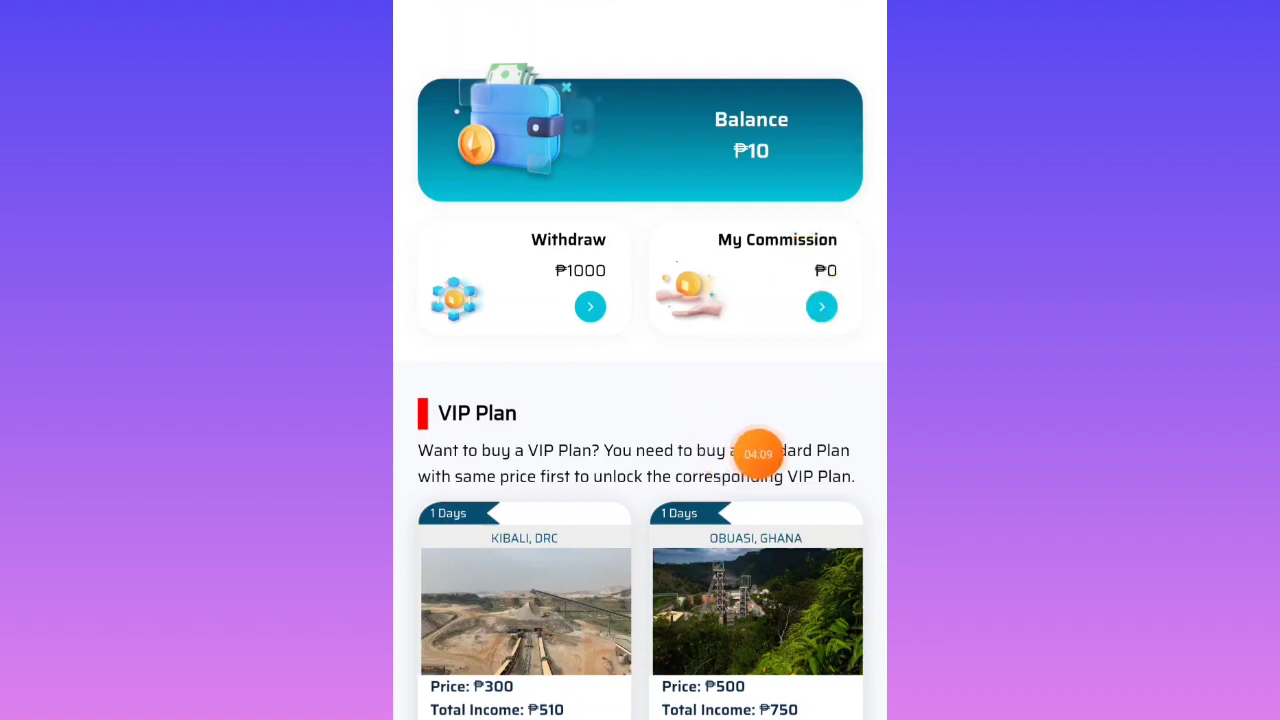 Balance
₱10
Withdraw
₱1000
My Commission
₱0
VIP Plan
Want to buy a VIP Plan? You need to buy a dard Plan
with same price first to unlock the corresponding VIP Plan.
04:09
1 Days
KIBALI, DRC
Price: ₱300
Total Income: ₱510
1 Days
OBUASI, GHANA
Price: ₱500
Total Income: ₱750